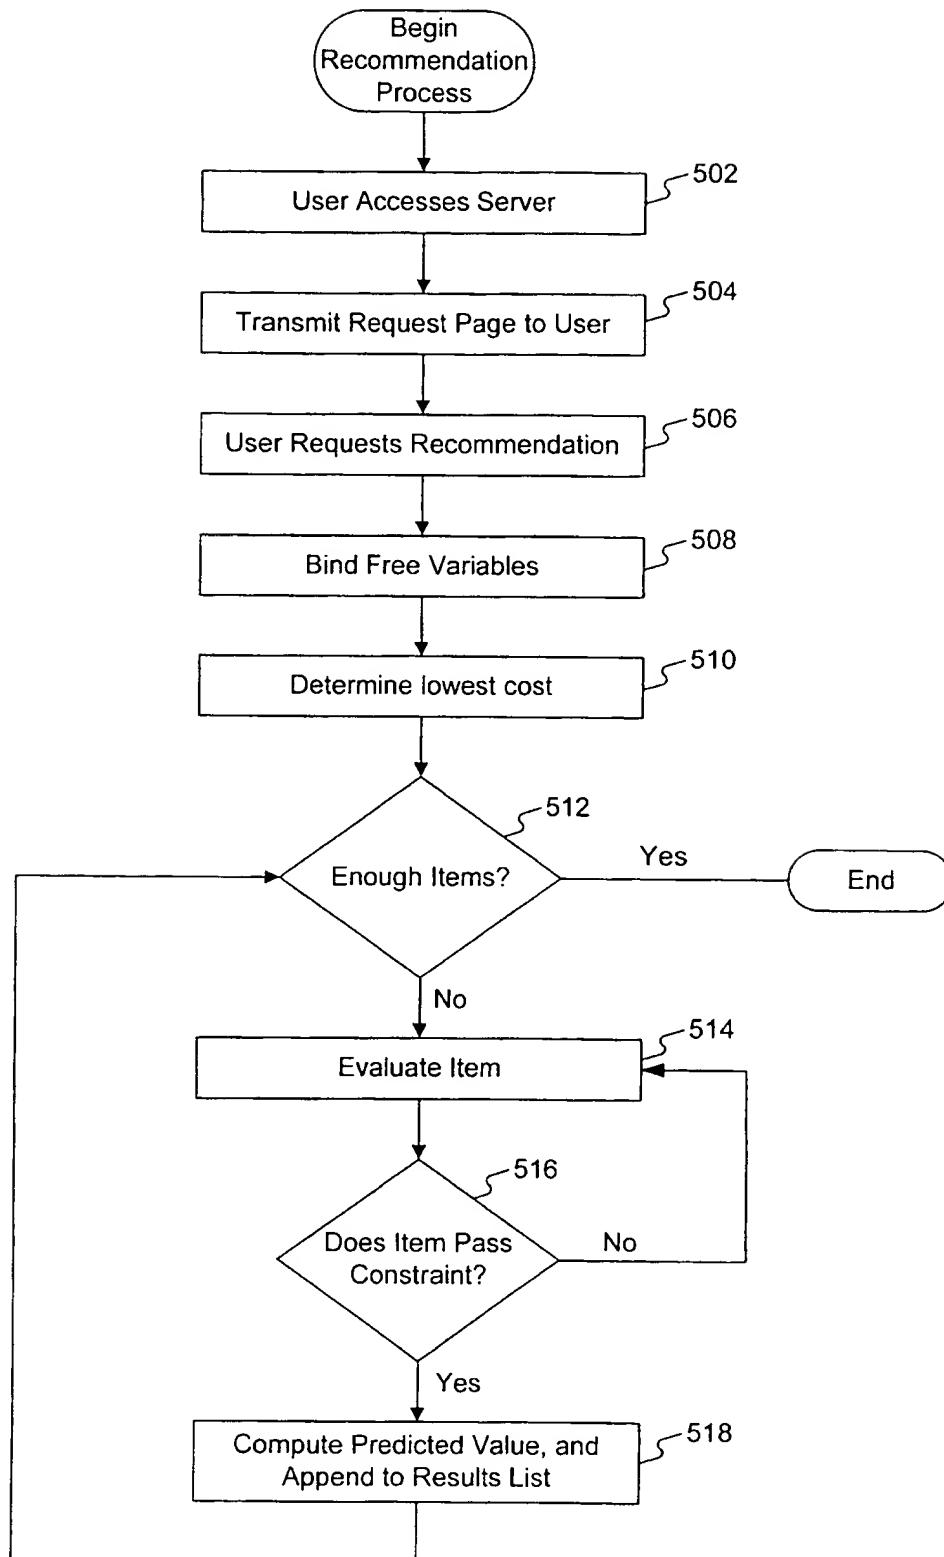 Begin
Recommendation
Process
502
User Accesses Server
504
Transmit Request Page to User
506
User Requests Recommendation
508
Bind Free Variables
510
Determine lowest cost
512
Enough Items?
Yes
End
No
514
Evaluate Item
516
Does Item Pass
Constraint?
No
Yes
518
Compute Predicted Value, and
Append to Results List